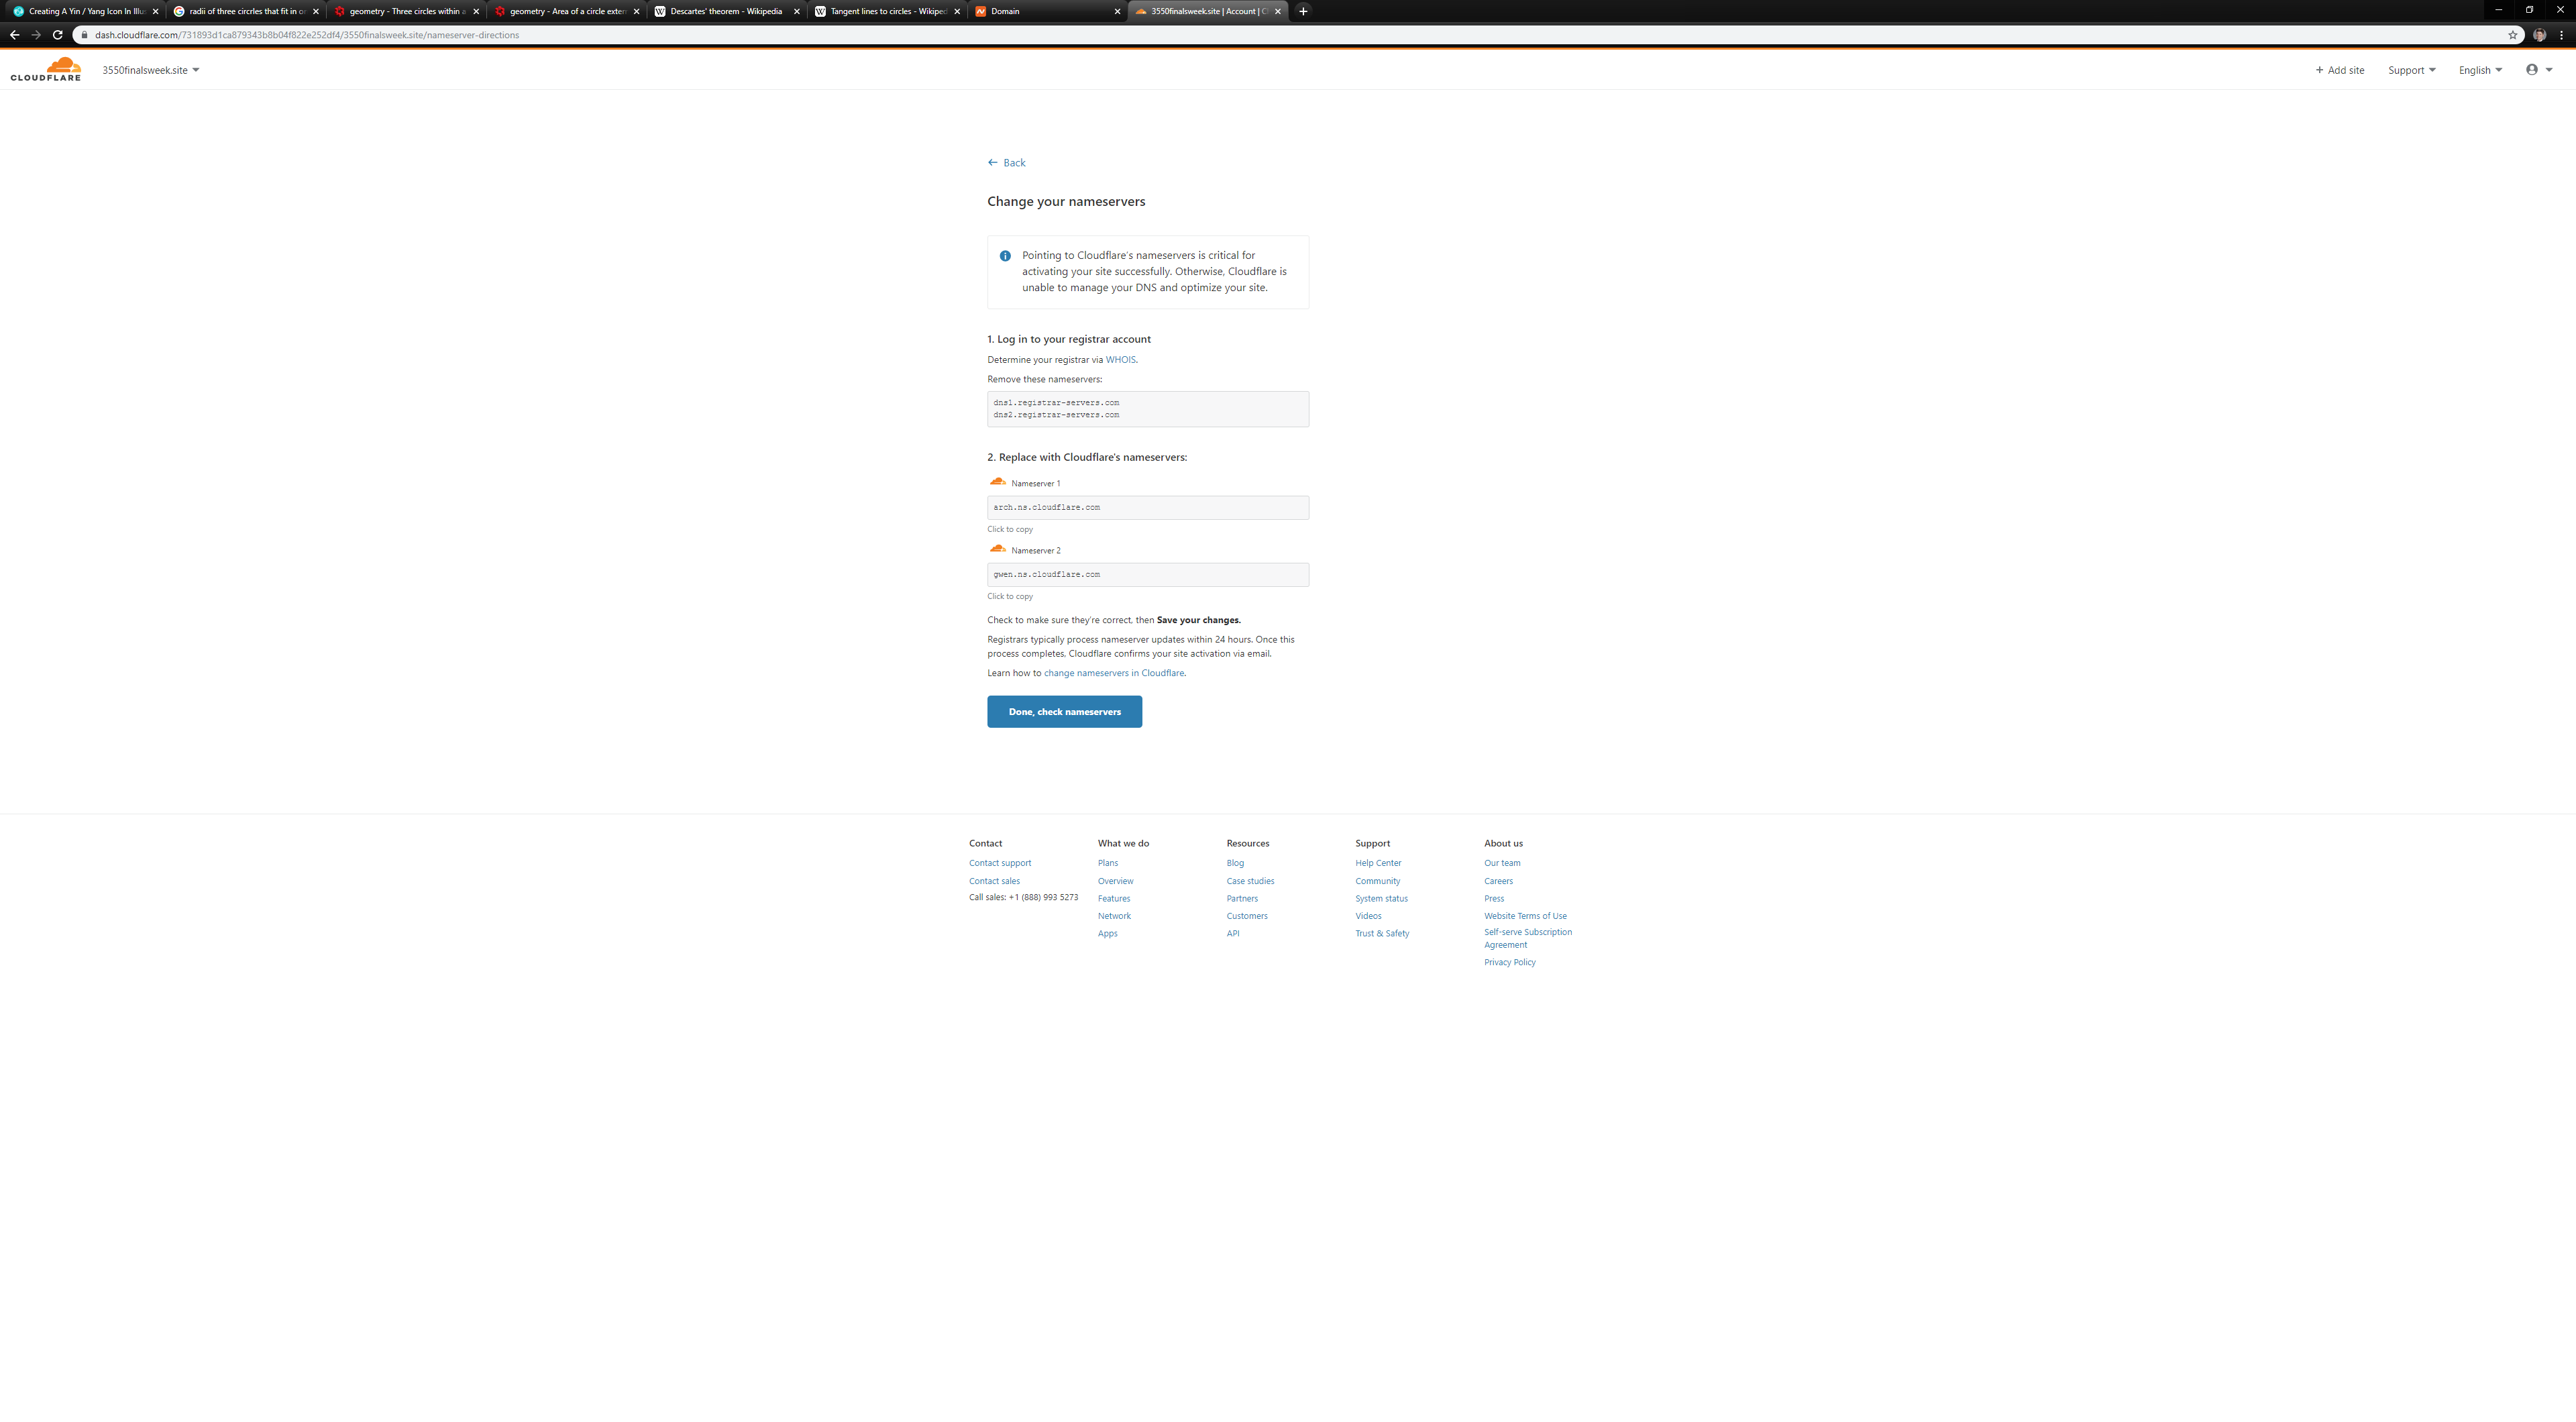 Creating A Yin / Yang Icon In Illus
radii of three circrles that fit in o
geometry - Three circles within a
geometry - Area of a circle extern
Descartes' theorem - Wikipedia
Tangent lines to circles - Wikiped
Domain
3550finalsweek.site | Account | C
dash.cloudflare.com/731893d1ca879343b8b04f822e252df4/3550finalsweek.site/nameserver-directions
CLOUDFLARE
3550finalsweek.site
+ Add site
Support
English
← Back
Change your nameservers
Pointing to Cloudflare's nameservers is critical for
activating your site successfully. Otherwise, Cloudflare is
unable to manage your DNS and optimize your site.
1. Log in to your registrar account
Determine your registrar via WHOIS.
Remove these nameservers:
dns1.registrar-servers.com
dns2.registrar-servers.com
2. Replace with Cloudflare's nameservers:
Nameserver 1
arch.ns.cloudflare.com
Click to copy
Nameserver 2
gwen.ns.cloudflare.com
Click to copy
Check to make sure they're correct, then Save your changes.
Registrars typically process nameserver updates within 24 hours. Once this
process completes, Cloudflare confirms your site activation via email.
Learn how to change nameservers in Cloudflare.
Done, check nameservers
Contact
Contact support
Contact sales
Call sales: +1 (888) 993 5273
What we do
Plans
Overview
Features
Network
Apps
Resources
Blog
Case studies
Partners
Customers
API
Support
Help Center
Community
System status
Videos
Trust & Safety
About us
Our team
Careers
Press
Website Terms of Use
Self-serve Subscription
Agreement
Privacy Policy